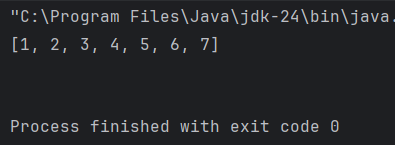 "C:\Program Files\Java\jdk-24\bin\java.
[1, 2, 3, 4, 5, 6, 7]
Process finished with exit code 0